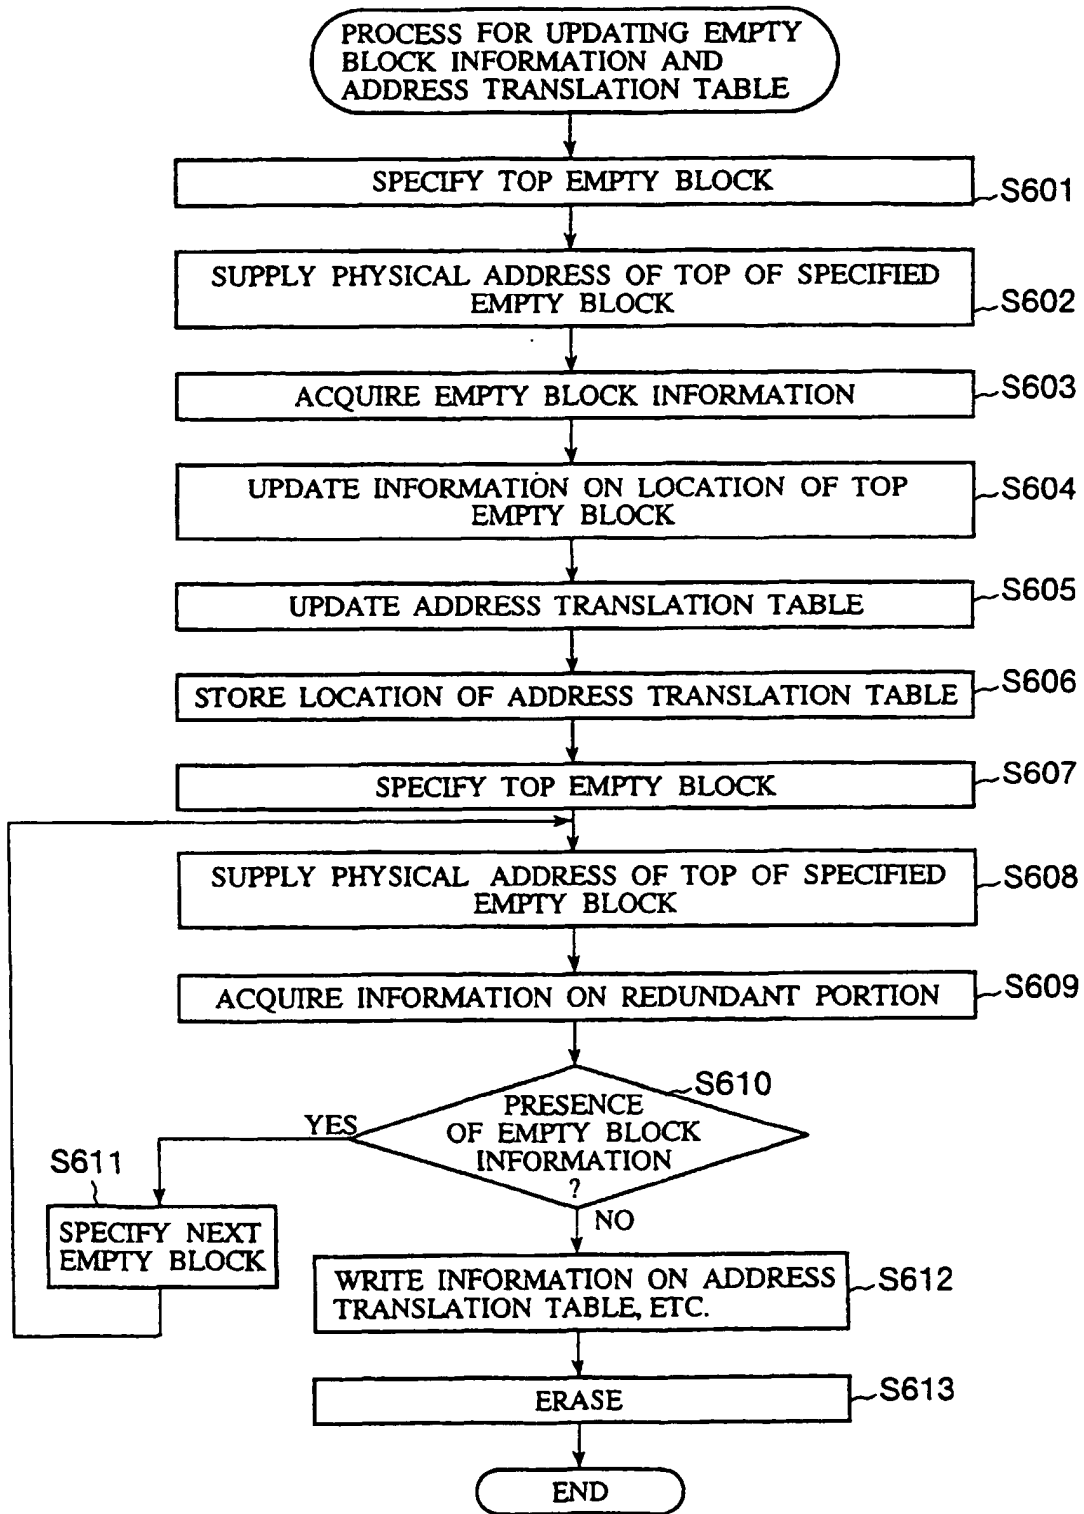 PROCESS FOR UPDATING EMPTY
BLOCK INFORMATION AND
ADDRESS TRANSLATION TABLE
SPECIFY TOP EMPTY BLOCK
S601
SUPPLY PHYSICAL ADDRESS OF TOP OF SPECIFIED
EMPTY BLOCK
S602
ACQUIRE EMPTY BLOCK INFORMATION
S603
UPDATE INFORMATION ON LOCATION OF TOP
EMPTY BLOCK
S604
UPDATE ADDRESS TRANSLATION TABLE
S605
STORE LOCATION OF ADDRESS TRANSLATION TABLE
S606
SPECIFY TOP EMPTY BLOCK
S607
SUPPLY PHYSICAL ADDRESS OF TOP OF SPECIFIED
EMPTY BLOCK
S608
ACQUIRE INFORMATION ON REDUNDANT PORTION
S609
S610
PRESENCE
OF EMPTY BLOCK
INFORMATION
?
YES
NO
S611
SPECIFY NEXT
EMPTY BLOCK
WRITE INFORMATION ON ADDRESS
TRANSLATION TABLE, ETC.
S612
ERASE
S613
END